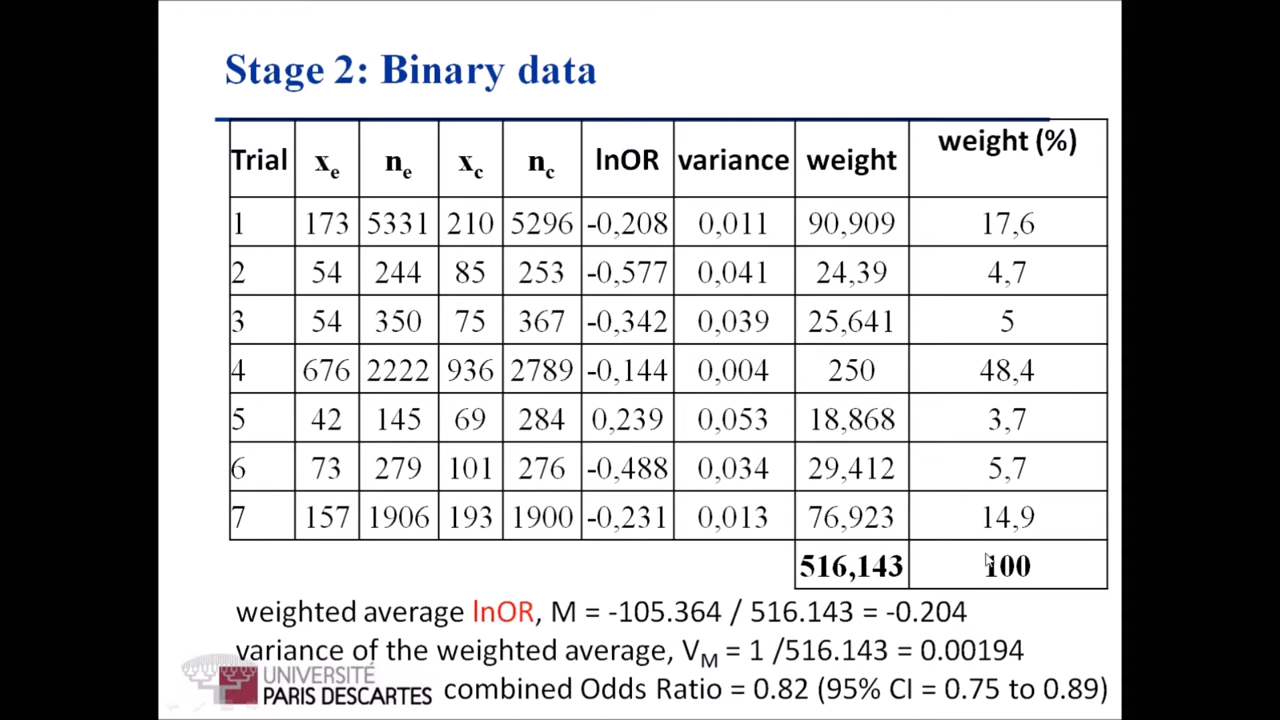 Stage 2: Binary data
Trial xe ne xc nc lnOR variance weight weight (%)
1 173 5331 210 5296 -0,208 0,011 90,909 17,6
2 54 244 85 253 -0,577 0,041 24,39 4,7
3 54 350 75 367 -0,342 0,039 25,641 5
4 676 2222 936 2789 -0,144 0,004 250 48,4
5 42 145 69 284 0,239 0,053 18,868 3,7
6 73 279 101 276 -0,488 0,034 29,412 5,7
7 157 1906 193 1900 -0,231 0,013 76,923 14,9
516,143 100
weighted average lnOR, M = -105.364 / 516.143 = -0.204
variance of the weighted average, VM = 1 /516.143 = 0.00194
UNIVERSITÉ
PARIS DESCARTES
combined Odds Ratio = 0.82 (95% CI = 0.75 to 0.89)